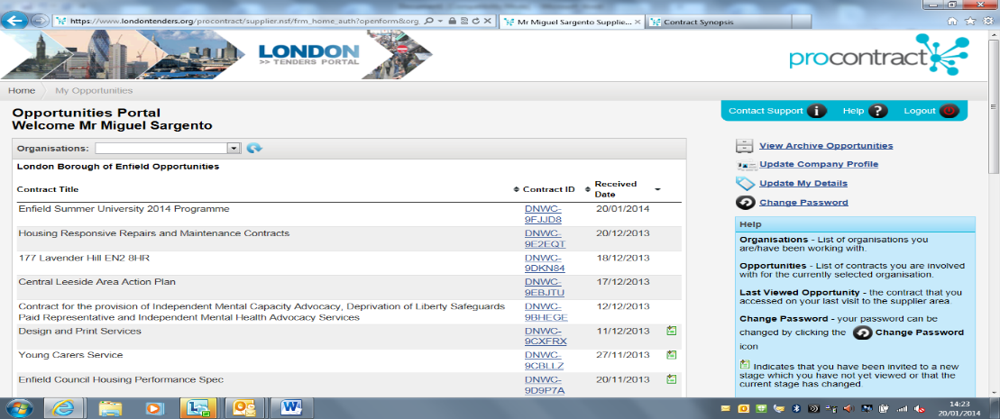 https://www.londontenders.org/procontract/supplier.nsf/frm_home_auth?openform&org
Mr Miguel Sargento Supplie...
Contract Synopsis
LONDON
>> TENDERS PORTAL
procontract
Home
My Opportunities
Opportunities Portal
Welcome Mr Miguel Sargento
Contact Support
Help
Logout
Organisations:
London Borough of Enfield Opportunities
Contract Title Contract ID Received
Date
Enfield Summer University 2014 Programme DNWC- 20/01/2014
9FJJD8
Housing Responsive Repairs and Maintenance Contracts DNWC- 20/12/2013
9E2EQT
177 Lavender Hill EN2 8HR DNWC- 18/12/2013
9DKN84
Central Leeside Area Action Plan DNWC- 17/12/2013
9EBJTU
Contract for the provision of Independent Mental Capacity Advocacy, Deprivation of Liberty Safeguards DNWC- 12/12/2013
Paid Representative and Independent Mental Health Advocacy Services 9BHEGE
Design and Print Services DNWC- 11/12/2013
9CXFRX
Young Carers Service DNWC- 27/11/2013
9CBLLZ
Enfield Council Housing Performance Spec DNWC- 20/11/2013
9D9P7A
View Archive Opportunities
Update Company Profile
Update My Details
Change Password
Help
Organisations - List of organisations you
are/have been working with.
Opportunities - List of contracts you are involved
with for the currently selected organisation.
Last Viewed Opportunity - the contract that you
accessed on your last visit to the supplier area.
Change Password - your password can be
changed by clicking the Change Password
icon
Indicates that you have been invited to a new
stage which you have not yet viewed or that the
current stage has changed.
14:23
20/01/2014